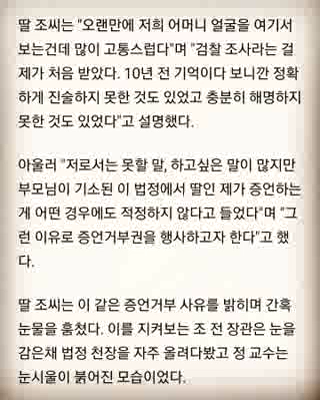 딸 조씨는 "오랜만에 저희 어머니 얼굴을 여기서
보는건데 많이 고통스럽다"며 "검찰 조사라는 걸
제가 처음 받았다. 10년 전 기억이다 보니깐 정확
하게 진술하지 못한 것도 있었고 충분히 해명하지
못한 것도 있었다"고 설명했다.
아울러 "저로서는 못할 말, 하고싶은 말이 많지만
부모님이 기소된 이 법정에서 딸인 제가 증언하는
게 어떤 경우에도 적정하지 않다고 들었다"며 "그
런 이유로 증언거부권을 행사하고자 한다"고 했
다.
딸 조씨는 이 같은 증언거부 사유를 밝히며 간혹
눈물을 훔쳤다. 이를 지켜보는 조 전 장관은 눈을
감은채 법정 천장을 자주 올려다봤고 정 교수는
눈시울이 붉어진 모습이었다.